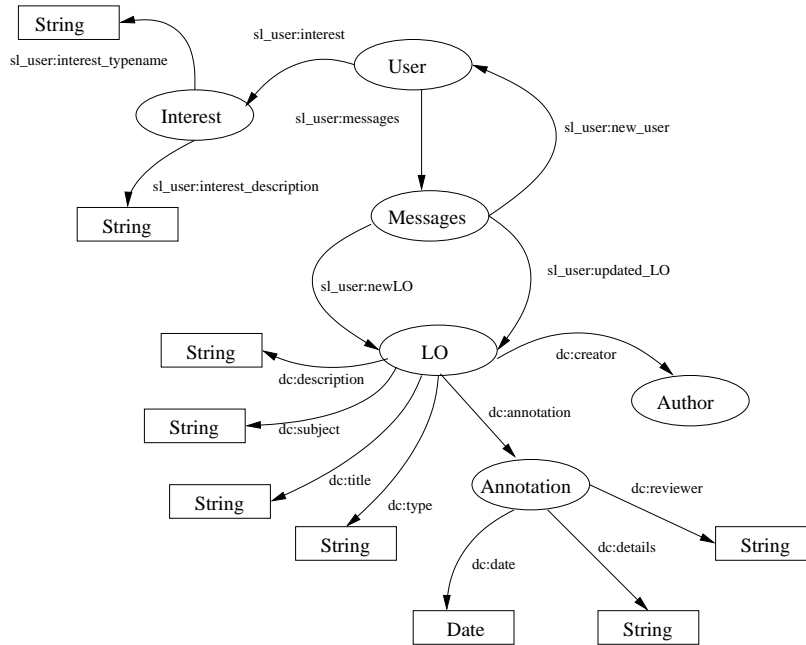 String
sl_user:interest
sl_user:interest_typename
User
Interest
sl_user:messages
sl_user:new_user
sl_user:interest_description
String
Messages
sl_user:newLO
sl_user:updated_LO
String
LO
dc:creator
dc:description
Author
dc:annotation
String
dc:subject
dc:title
Annotation
dc:reviewer
String
dc:type
String
String
dc:date
dc:details
Date
String